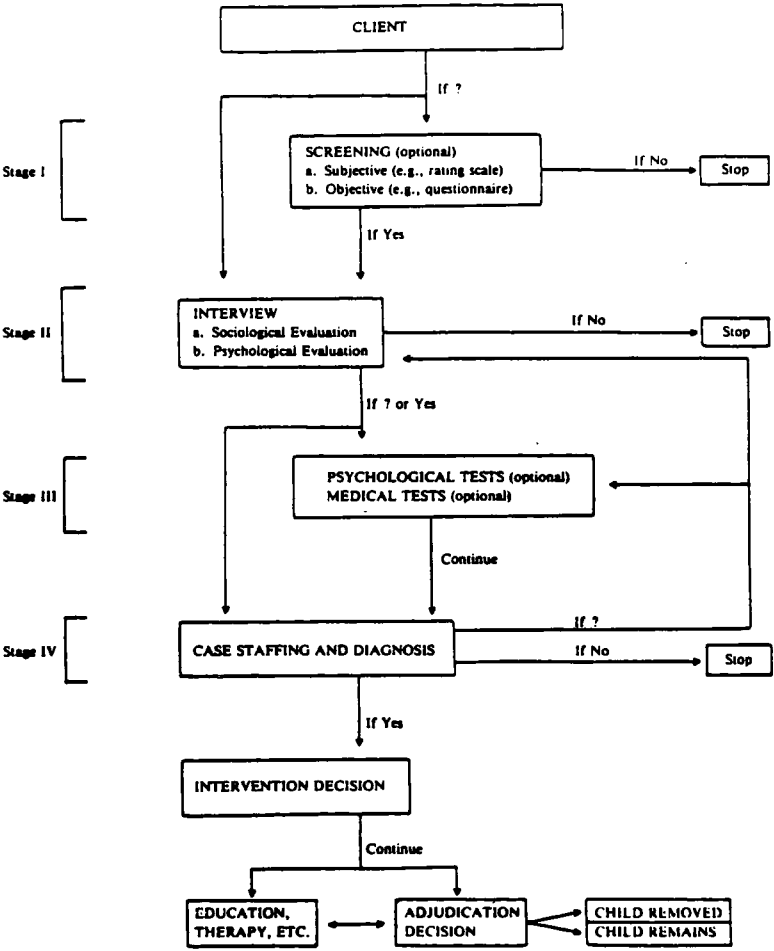 CLIENT
If ?
Stage I
SCREENING (optional)
a. Subjective (e.g., rating scale)
b. Objective (e.g., questionnaire)
If No
Stop
If Yes
Stage II
INTERVIEW
a. Sociological Evaluation
b. Psychological Evaluation
If No
Stop
If ? or Yes
Stage III
PSYCHOLOGICAL TESTS (optional)
MEDICAL TESTS (optional)
Continue
Stage IV
CASE STAFFING AND DIAGNOSIS
If ?
If No
Stop
If Yes
INTERVENTION DECISION
Continue
EDUCATION,
THERAPY, ETC.
ADJUDICATION
DECISION
CHILD REMOVED
CHILD REMAINS